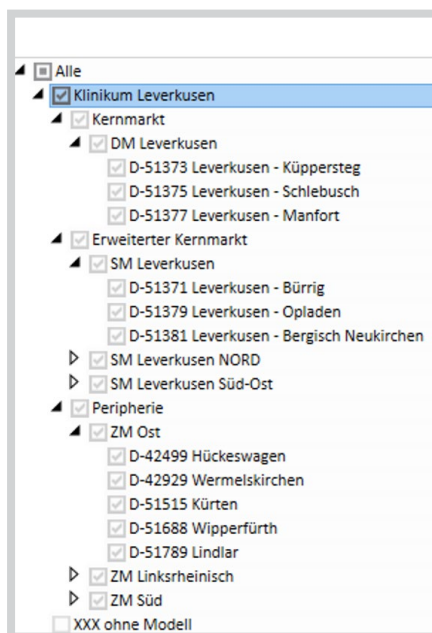 Alle
Klinikum Leverkusen
Kernmarkt
DM Leverkusen
D-51373 Leverkusen - Küppersteg
D-51375 Leverkusen - Schlebusch
D-51377 Leverkusen - Manfort
Erweiterter Kernmarkt
SM Leverkusen
D-51371 Leverkusen - Bürrig
D-51379 Leverkusen - Opladen
D-51381 Leverkusen - Bergisch Neukirchen
SM Leverkusen NORD
SM Leverkusen Süd-Ost
Peripherie
ZM Ost
D-42499 Hückeswagen
D-42929 Wermelskirchen
D-51515 Kürten
D-51688 Wipperfürth
D-51789 Lindlar
ZM Linksrheinisch
ZM Süd
XXX ohne Modell